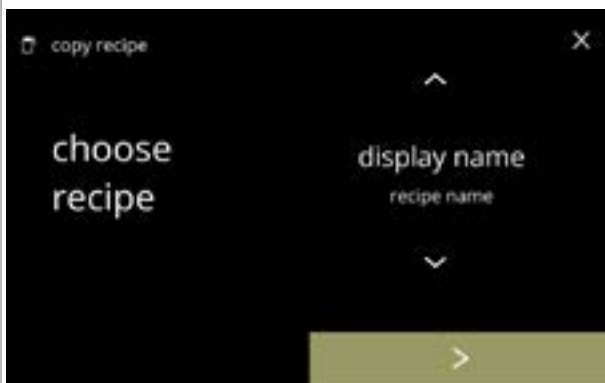 copy recipe
choose
recipe
display name
recipe name